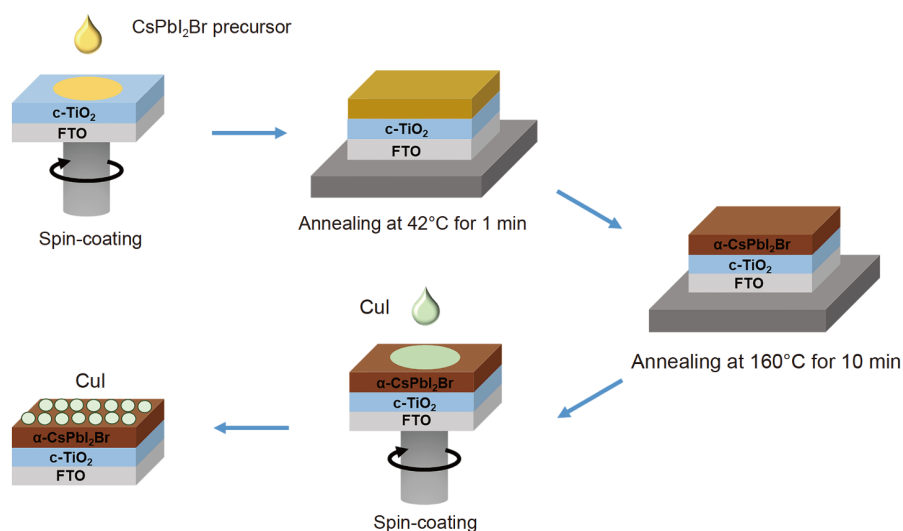 CsPbI₂Br precursor
c-TiO₂
FTO
Spin-coating
c-TiO₂
FTO
Annealing at 42°C for 1 min
α-CsPbI₂Br
c-TiO₂
FTO
Annealing at 160°C for 10 min
CuI
α-CsPbI₂Br
c-TiO₂
FTO
Spin-coating
CuI
α-CsPbI₂Br
c-TiO₂
FTO